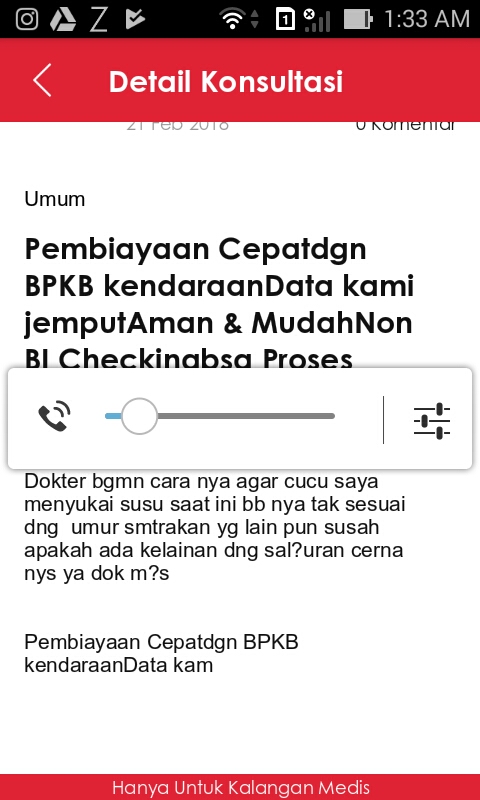 1:33 AM
Detail Konsultasi
21 Feb 2018 0 Komentar
Umum
Pembiayaan Cepatdgn
BPKB kendaraanData kami
jemputAman & MudahNon
BI Checkingbsa Proses
Dokter bgmn cara nya agar cucu saya
menyukai susu saat ini bb nya tak sesuai
dng  umur smtrakan yg lain pun susah
apakah ada kelainan dng sal?uran cerna
nys ya dok m?s
Pembiayaan Cepatdgn BPKB
kendaraanData kam
Hanya Untuk Kalangan Medis